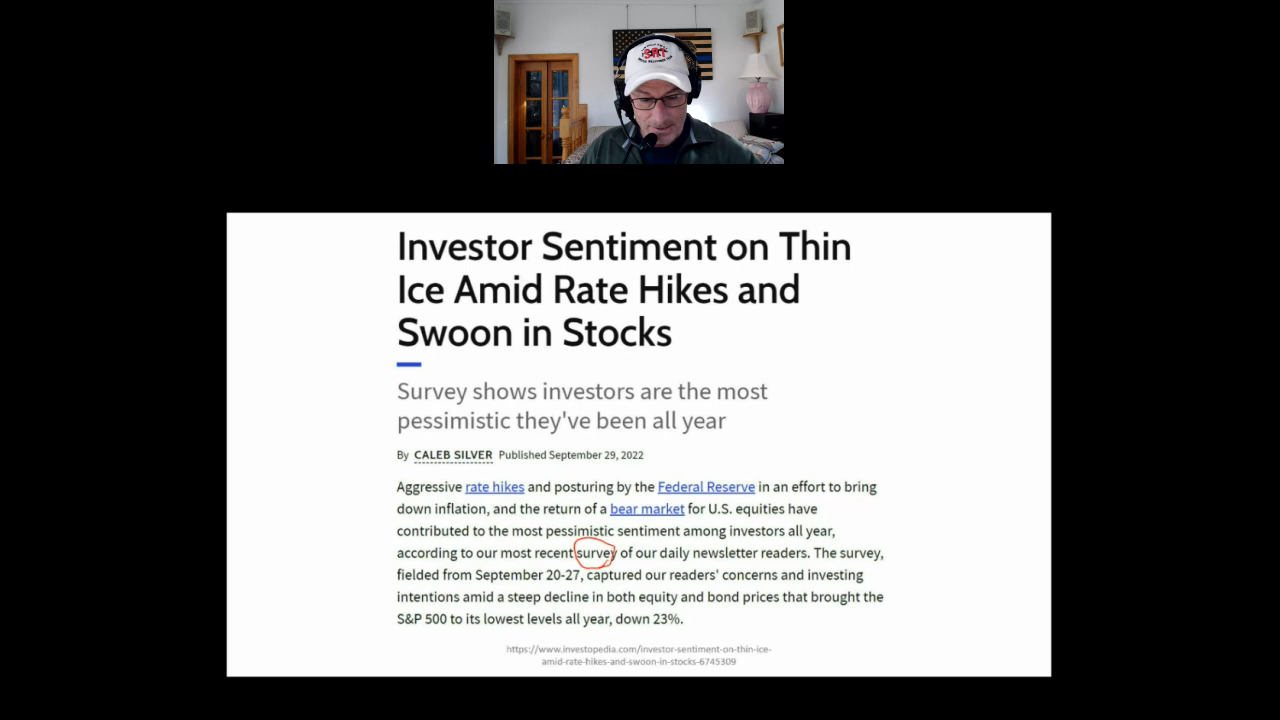 SRT
Investor Sentiment on Thin
Ice Amid Rate Hikes and
Swoon in Stocks
Survey shows investors are the most
pessimistic they've been all year
By CALEB SILVER Published September 29, 2022
Aggressive rate hikes and posturing by the Federal Reserve in an effort to bring
down inflation, and the return of a bear market for U.S. equities have
contributed to the most pessimistic sentiment among investors all year,
according to our most recent survey of our daily newsletter readers. The survey,
fielded from September 20-27, captured our readers' concerns and investing
intentions amid a steep decline in both equity and bond prices that brought the
S&P 500 to its lowest levels all year, down 23%.
https://www.investopedia.com/investor-sentiment-on-thin-ice-
amid-rate-hikes-and-swoon-in-stocks-6745309